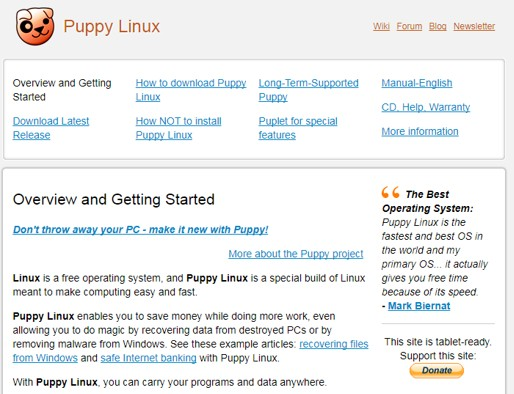 Puppy Linux
Wiki Forum Blog Newsletter
Overview and Getting Started
Download Latest Release
How to download Puppy Linux
How NOT to install Puppy Linux
Long-Term-Supported Puppy
Puplet for special features
Manual-English
CD, Help, Warranty
More information
Overview and Getting Started
Don't throw away your PC - make it new with Puppy!
More about the Puppy project
Linux is a free operating system, and Puppy Linux is a special build of Linux
meant to make computing easy and fast.
Puppy Linux enables you to save money while doing more work, even
allowing you to do magic by recovering data from destroyed PCs or by
removing malware from Windows. See these example articles: recovering files
from Windows and safe Internet banking with Puppy Linux.
With Puppy Linux, you can carry your programs and data anywhere.
“ The Best
Operating System:
Puppy Linux is the
fastest and best OS in
the world and my
primary OS... it actually
gives you free time
because of its speed.
- Mark Biernat
This site is tablet-ready.
Support this site:
Donate